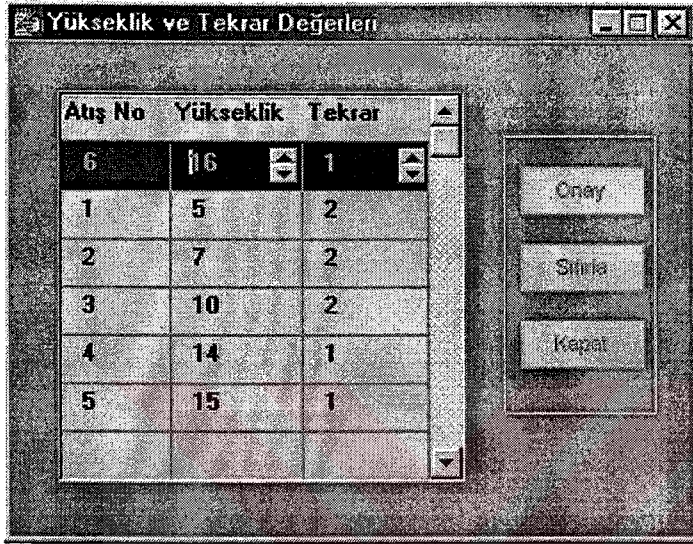 Yükseklik ve Tekrar Değerleri
Atış No Yükseklik Tekrar
6 16 1
1 5 2
2 7 2
3 10 2
4 14 1
5 15 1
Onay
Sıfırla
Kapat